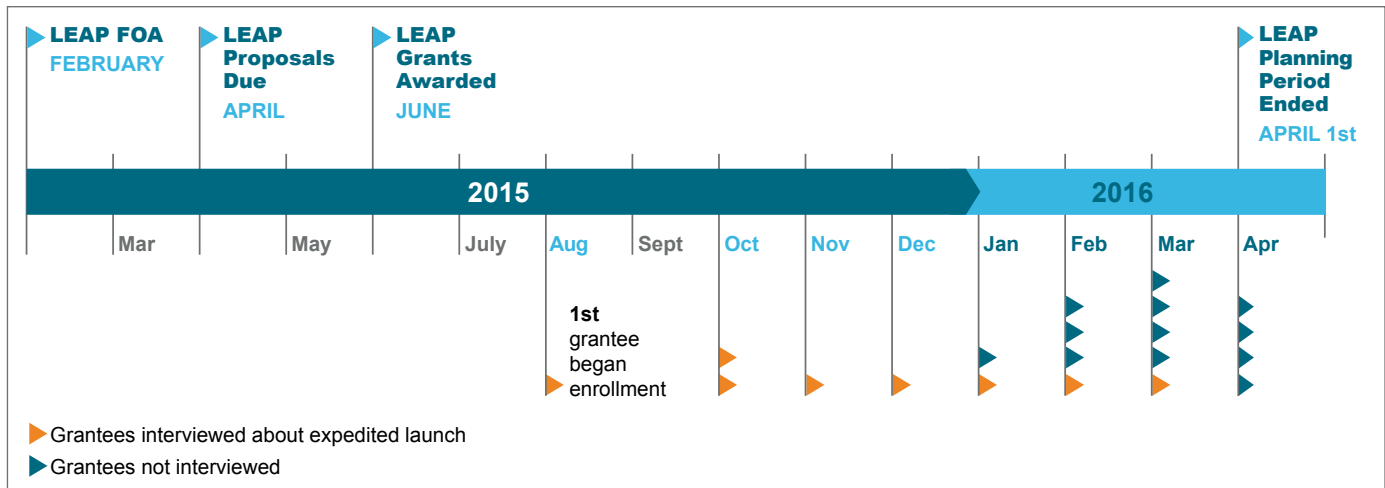 LEAP FOA
FEBRUARY
LEAP
Proposals
Due
APRIL
LEAP
Grants
Awarded
JUNE
LEAP
Planning
Period
Ended
APRIL 1st
2015
2016
Mar
May
July
Aug
Sept
Oct
Nov
Dec
Jan
Feb
Mar
Apr
1st
grantee
began
enrollment
Grantees interviewed about expedited launch
Grantees not interviewed